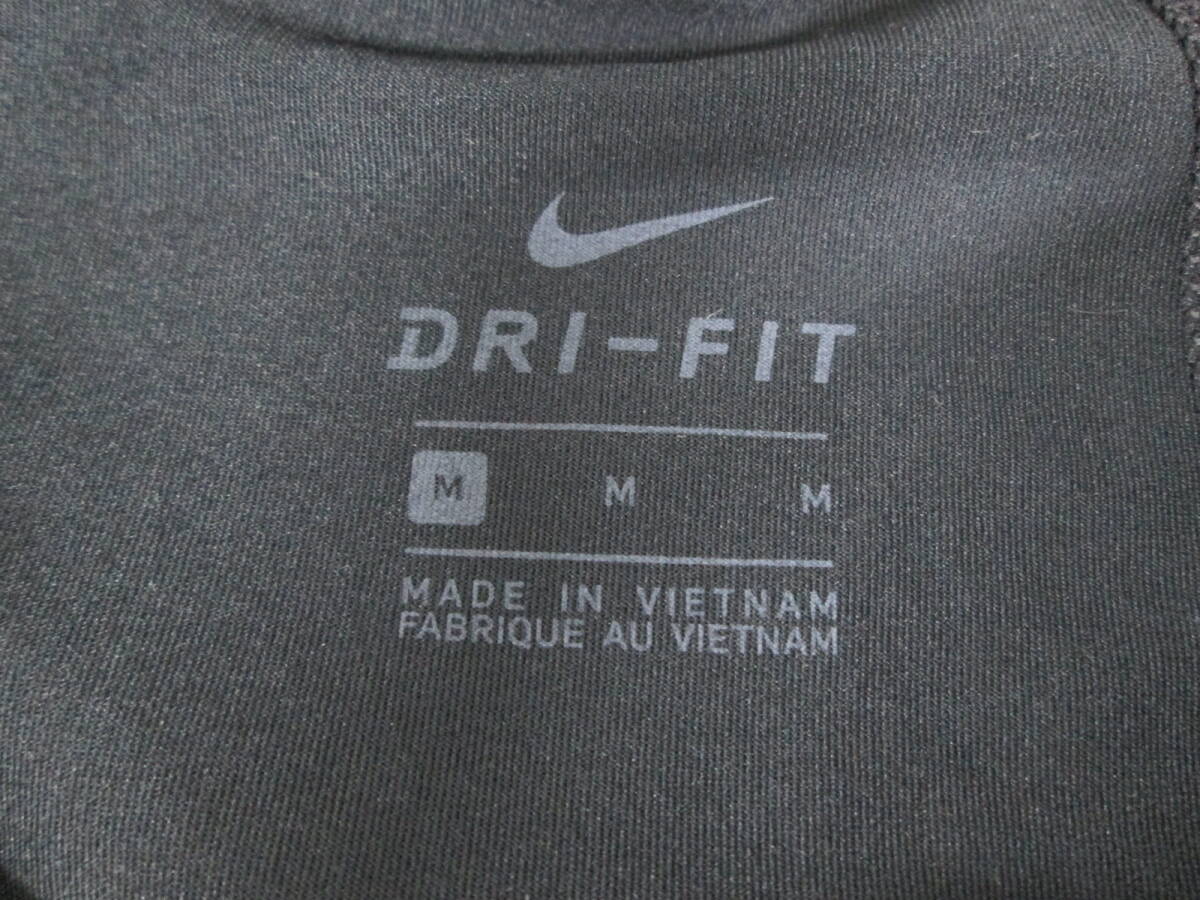 DRI-FIT
M M M
MADE IN VIETNAM
FABRIQUE AU VIETNAM